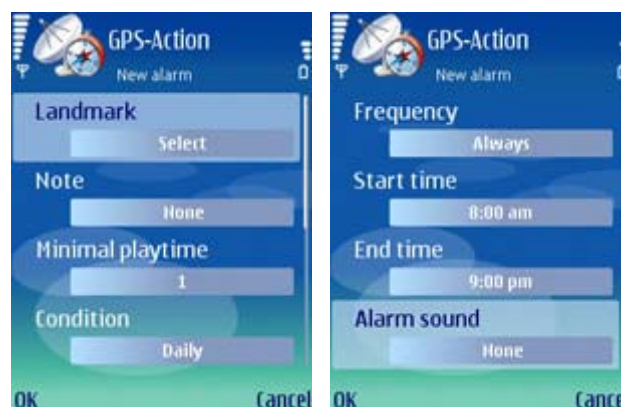 GPS-Action
New alarm
Landmark
Select
Note
None
Minimal playtime
1
Condition
Daily
OK Cancel
GPS-Action
New alarm
Frequency
Always
Start time
8:00 am
End time
9:00 pm
Alarm sound
None
OK Cance